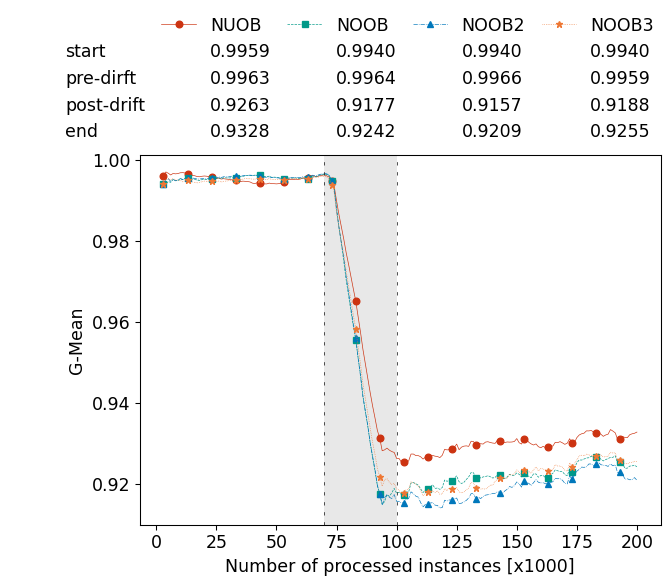 NUOB NOOB NOOB2 NOOB3
start 0.9959 0.9940 0.9940 0.9940
pre-dirft 0.9963 0.9964 0.9966 0.9959
post-drift 0.9263 0.9177 0.9157 0.9188
end 0.9328 0.9242 0.9209 0.9255
1.00
0.98
0.96
0.94
0.92
G-Mean
0 25 50 75 100 125 150 175 200
Number of processed instances [x1000]